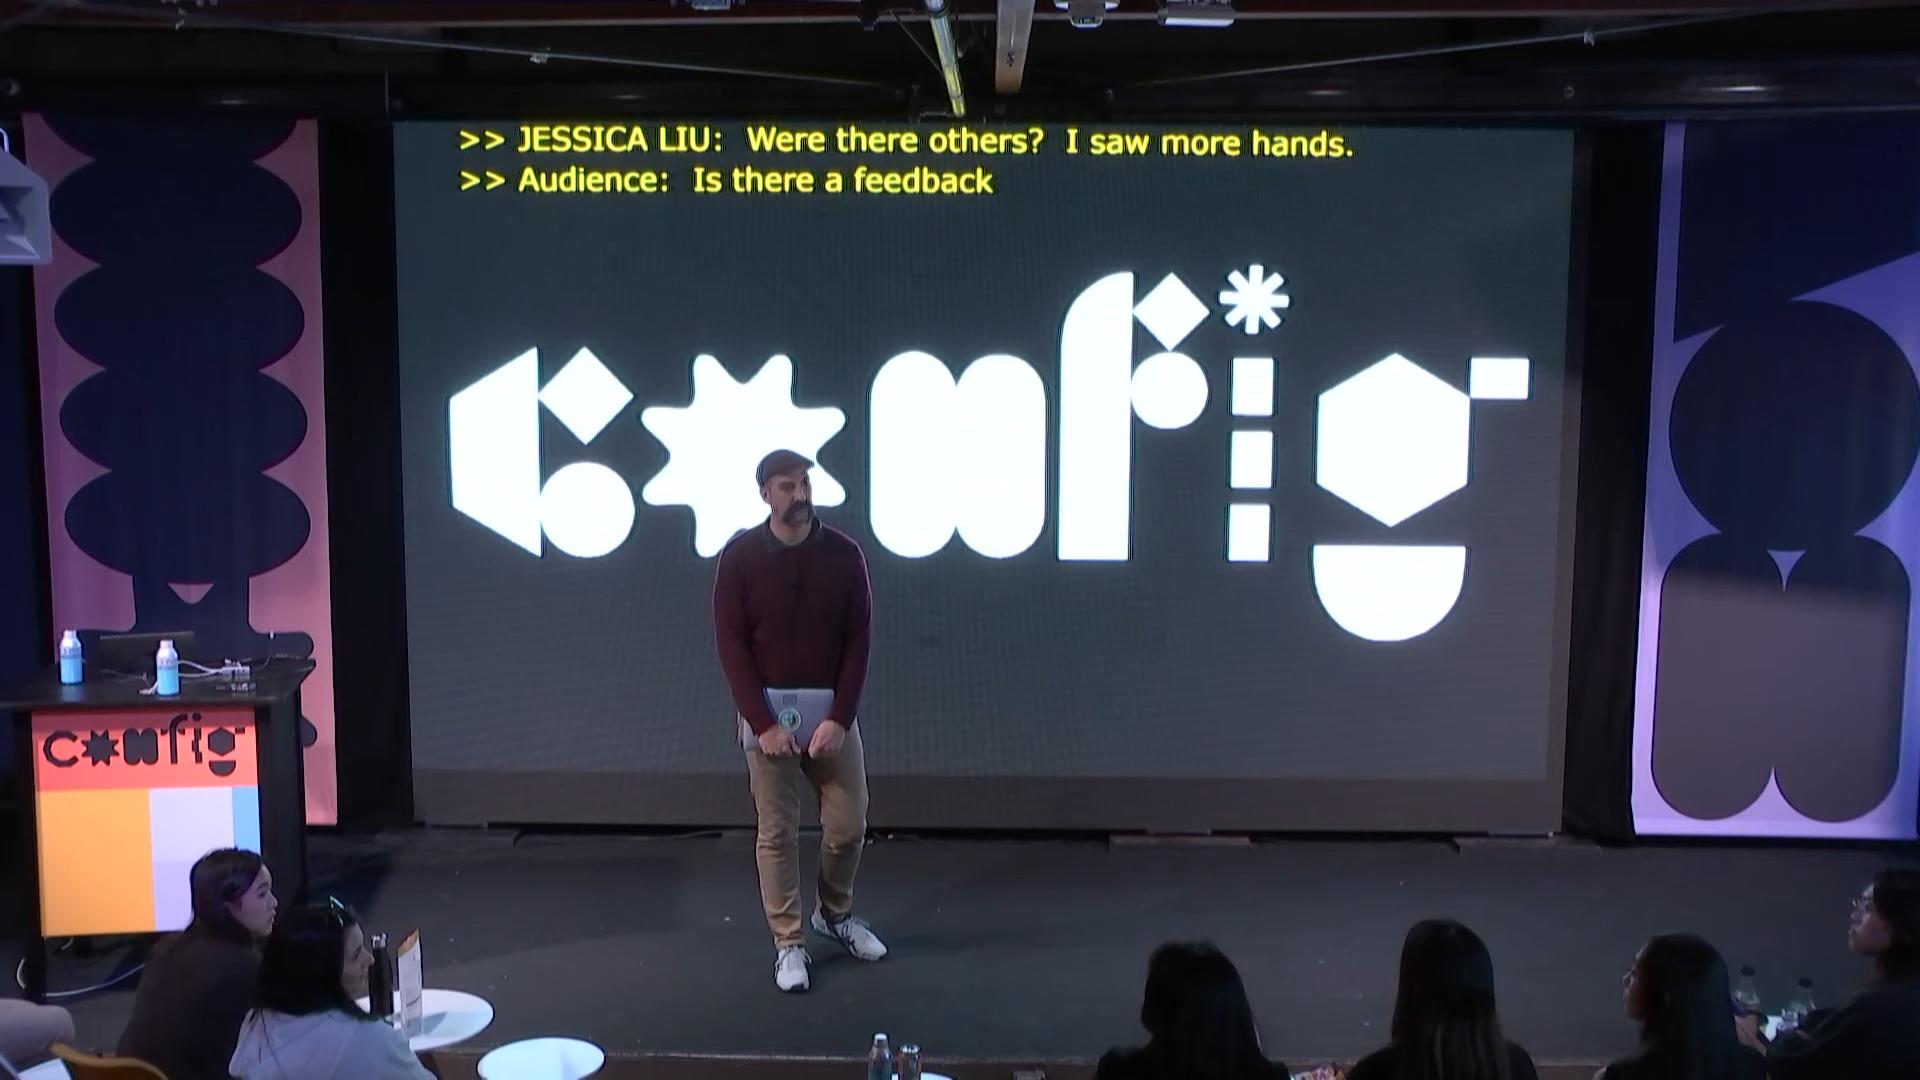 >> JESSICA LIU:  Were there others?  I saw more hands.
>> Audience:  Is there a feedback
Config
Config